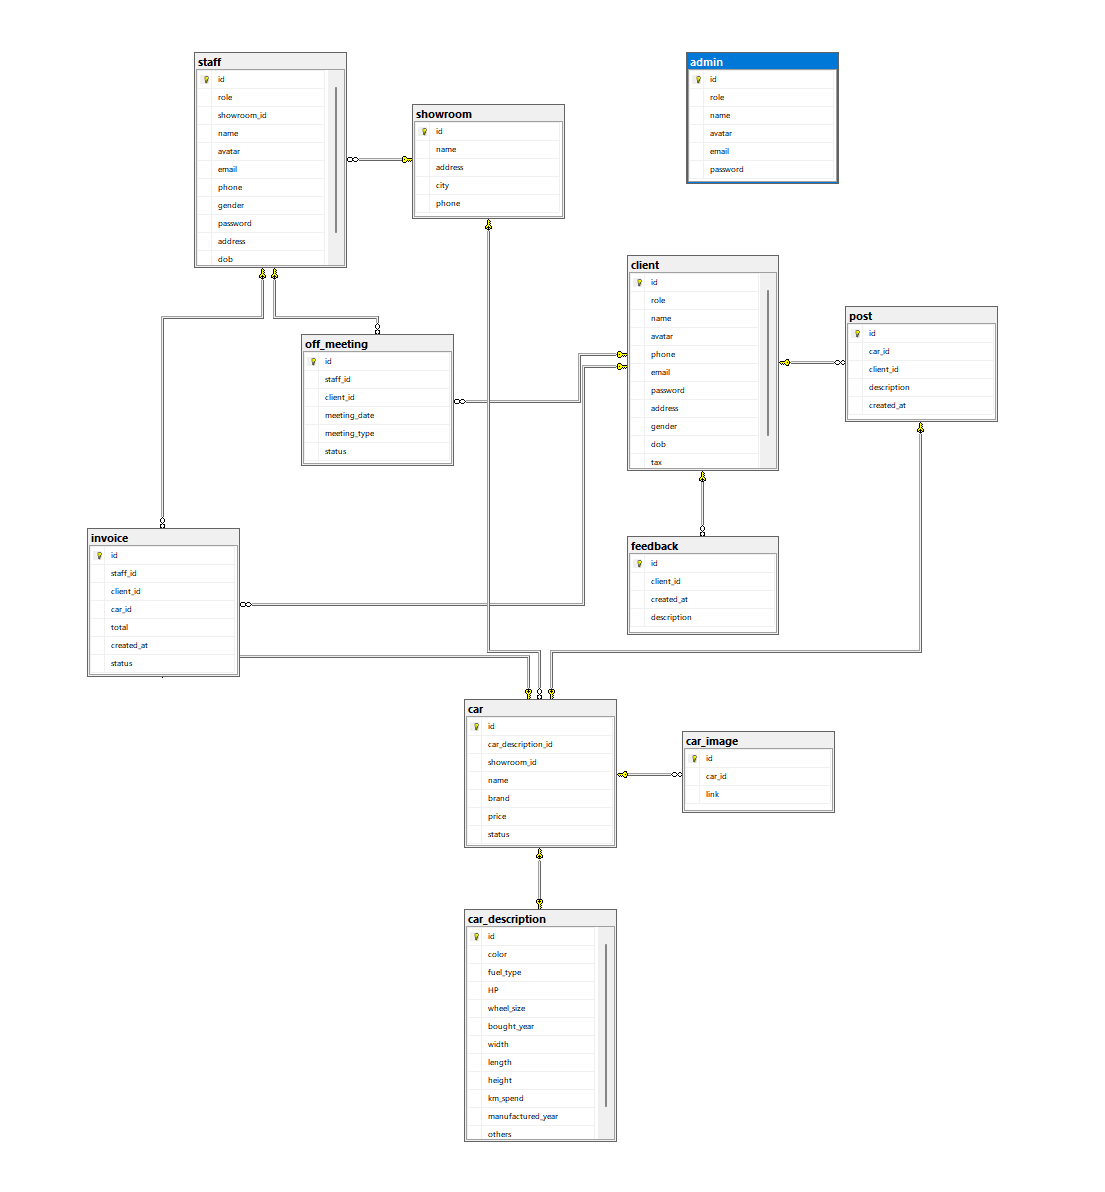 staff
id
role
showroom_id
name
avatar
email
phone
gender
password
address
dob
showroom
id
name
address
city
phone
admin
id
role
name
avatar
email
password
client
id
role
name
avatar
phone
email
password
address
gender
dob
tax
post
id
car_id
client_id
description
created_at
off_meeting
id
staff_id
client_id
meeting_date
meeting_type
status
invoice
id
staff_id
client_id
car_id
total
created_at
status
feedback
id
client_id
created_at
description
car
id
car_description_id
showroom_id
name
brand
price
status
car_image
id
car_id
link
car_description
id
color
fuel_type
HP
wheel_size
bought_year
width
length
height
km_spend
manufactured_year
others